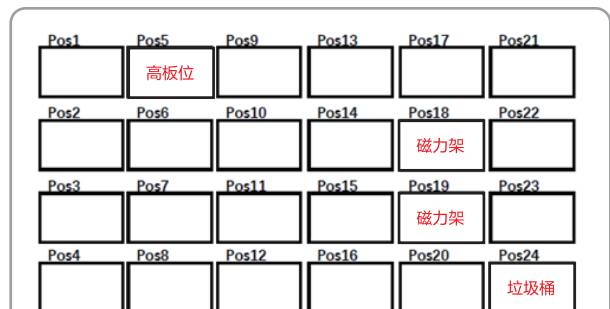 Pos1 Pos5 Pos9 Pos13 Pos17 Pos21
高板位
Pos2 Pos6 Pos10 Pos14 Pos18 Pos22
磁力架
Pos3 Pos7 Pos11 Pos15 Pos19 Pos23
磁力架
Pos4 Pos8 Pos12 Pos16 Pos20 Pos24
垃圾桶